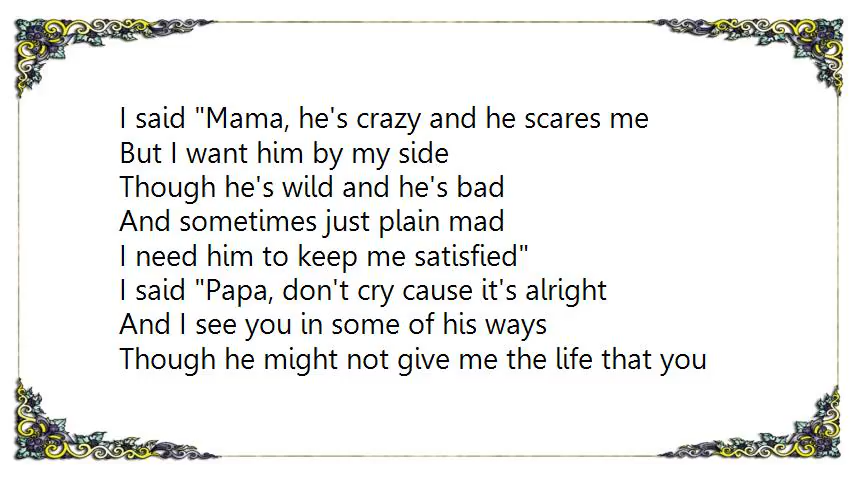 I said "Mama, he's crazy and he scares me
But I want him by my side
Though he's wild and he's bad
And sometimes just plain mad
I need him to keep me satisfied"
I said "Papa, don't cry cause it's alright
And I see you in some of his ways
Though he might not give me the life that you